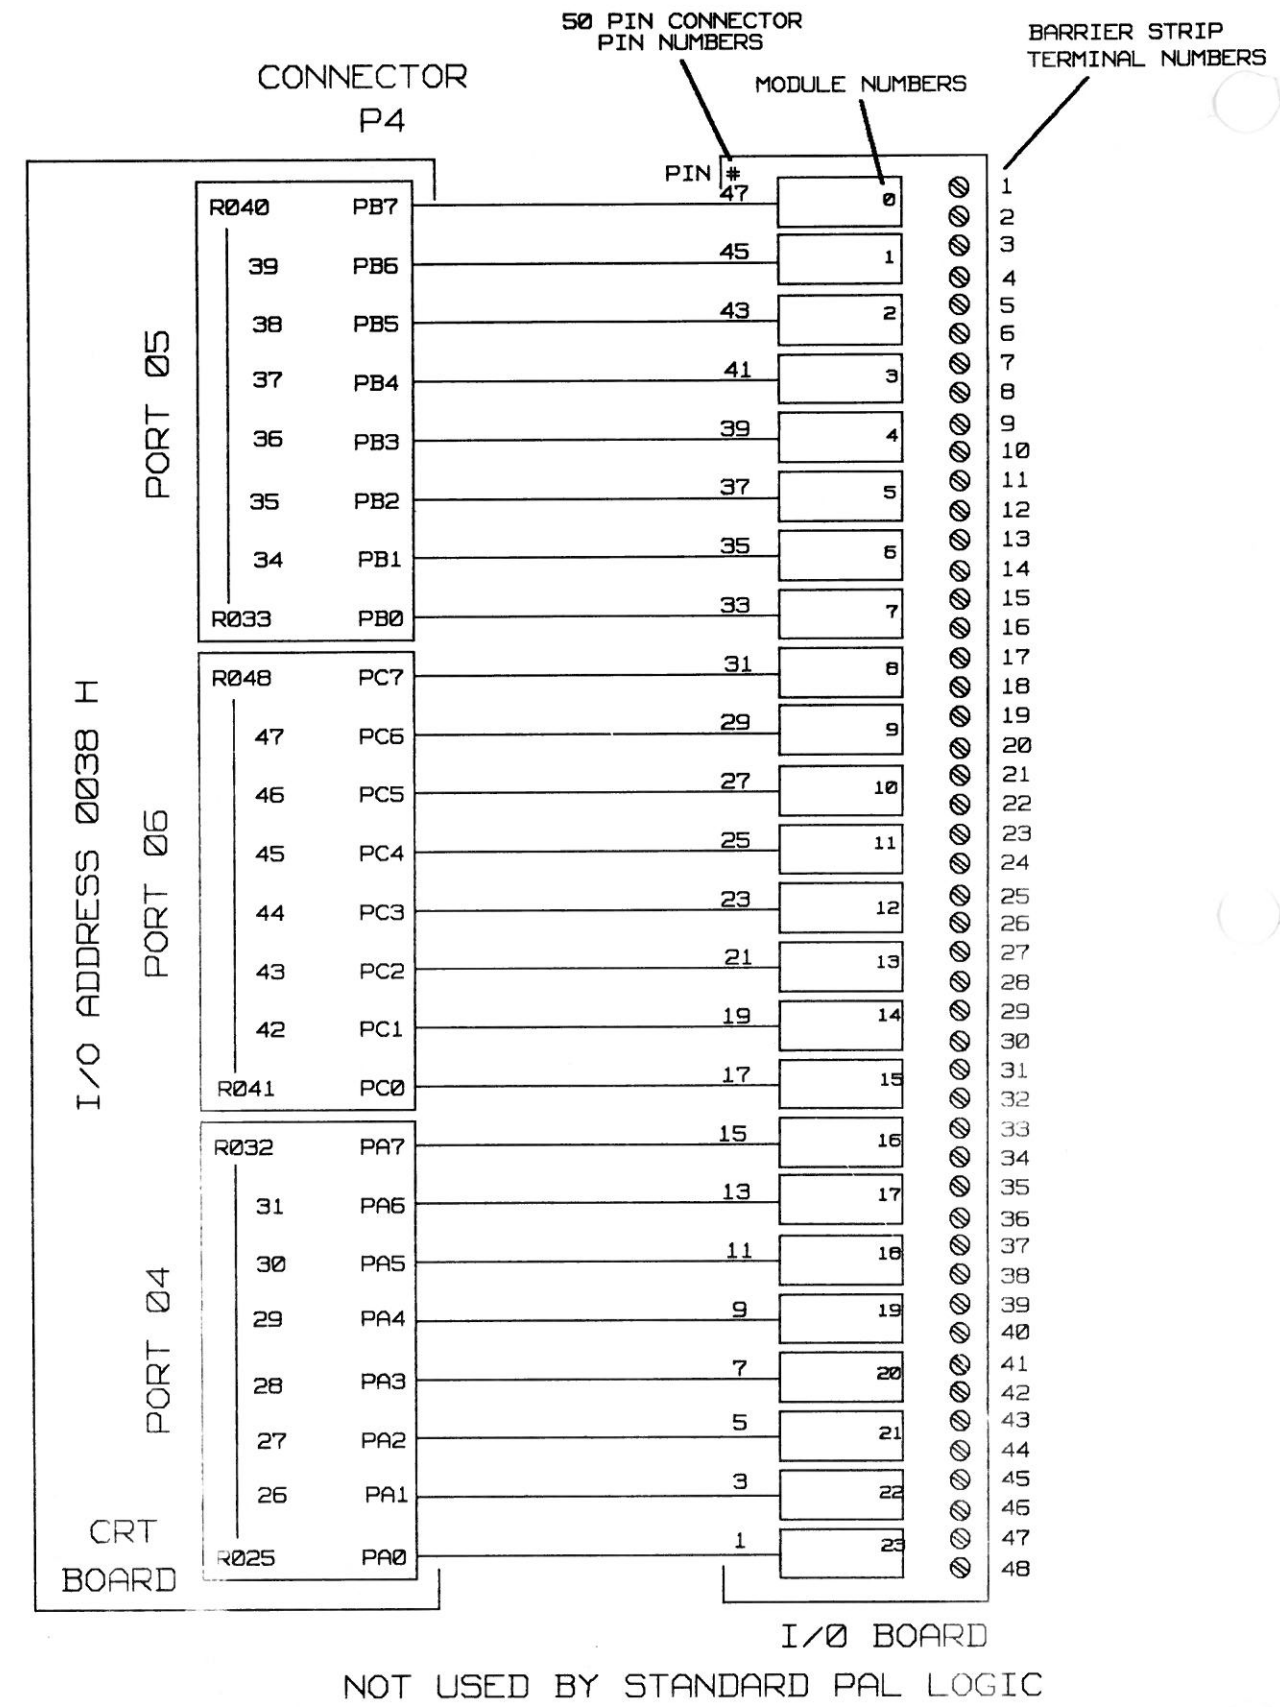 50 PIN CONNECTOR
PIN NUMBERS
BARRIER STRIP
TERMINAL NUMBERS
CONNECTOR
P4
MODULE NUMBERS
PIN #
R040 PB7 47 0 1
2
39 PB6 45 1 3
4
38 PB5 43 2 5
6
37 PB4 41 3 7
8
36 PB3 39 4 9
10
35 PB2 37 5 11
12
34 PB1 35 6 13
14
R033 PB0 33 7 15
16
PORT 05
R048 PC7 31 8 17
18
47 PC6 29 9 19
20
46 PC5 27 10 21
22
45 PC4 25 11 23
24
44 PC3 23 12 25
26
43 PC2 21 13 27
28
42 PC1 19 14 29
30
R041 PC0 17 15 31
32
PORT 06
I/O ADDRESS 0038 H
R032 PA7 15 16 33
34
31 PA6 13 17 35
36
30 PA5 11 18 37
38
29 PA4 9 19 39
40
28 PA3 7 20 41
42
27 PA2 5 21 43
44
26 PA1 3 22 45
46
R025 PA0 1 23 47
48
PORT 04
CRT
BOARD
I/O BOARD
NOT USED BY STANDARD PAL LOGIC